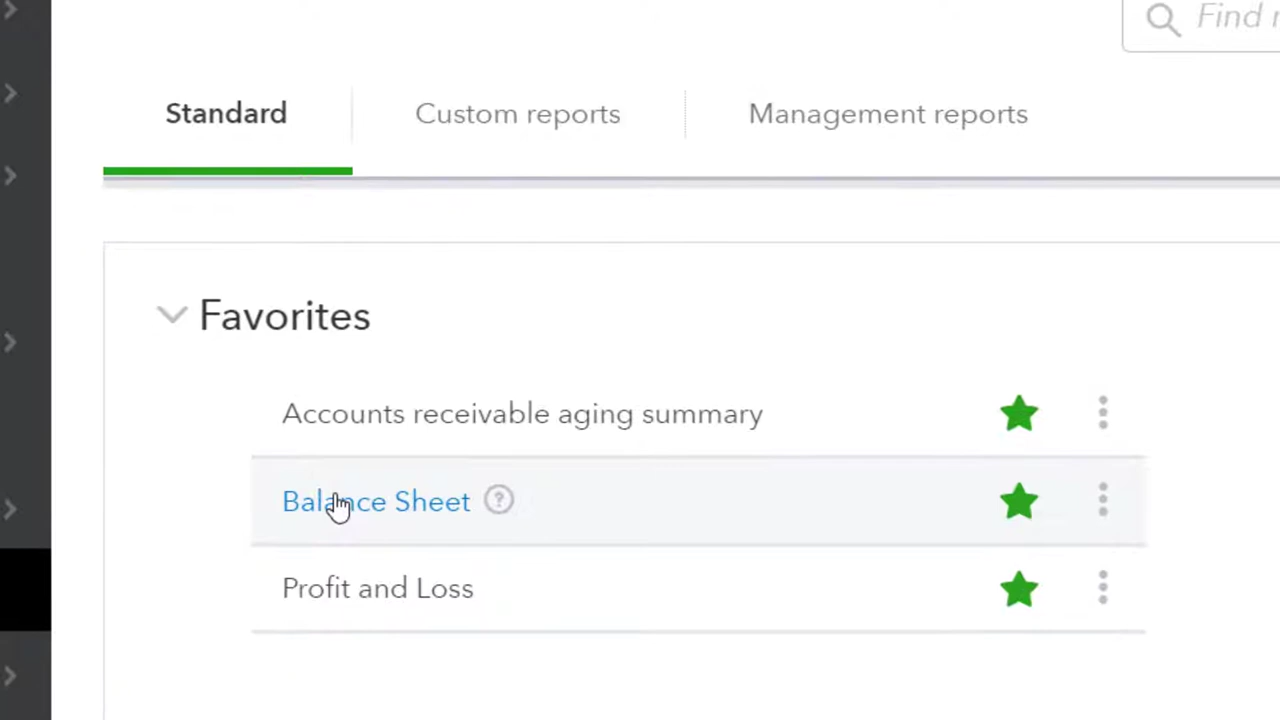 Find
Standard
Custom reports
Management reports
Favorites
Accounts receivable aging summary
Balance Sheet
Profit and Loss